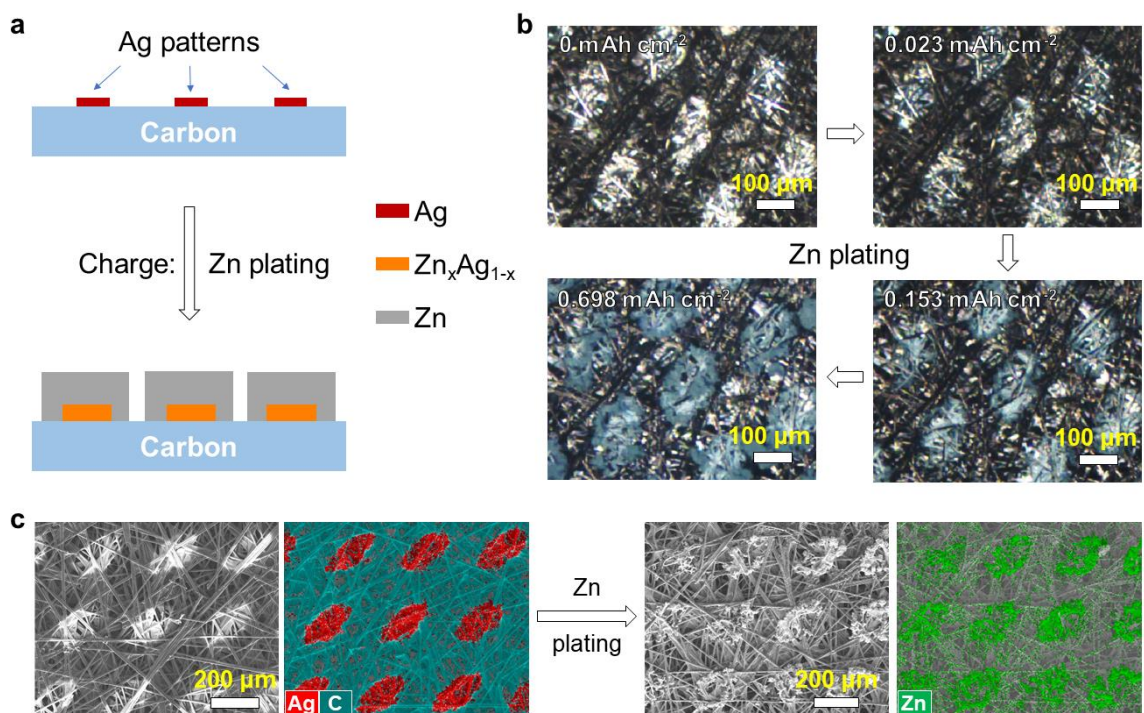 a
Ag patterns
Carbon
Charge: Zn plating
Ag
ZnₓAg₁₋ₓ
Zn
Carbon
b
0 mAh cm⁻²
100 µm
0.023 mAh cm⁻²
100 µm
Zn plating
0.698 mAh cm⁻²
100 µm
0.153 mAh cm⁻²
100 µm
c
200 µm
Ag C
Zn
plating
200 µm
Zn